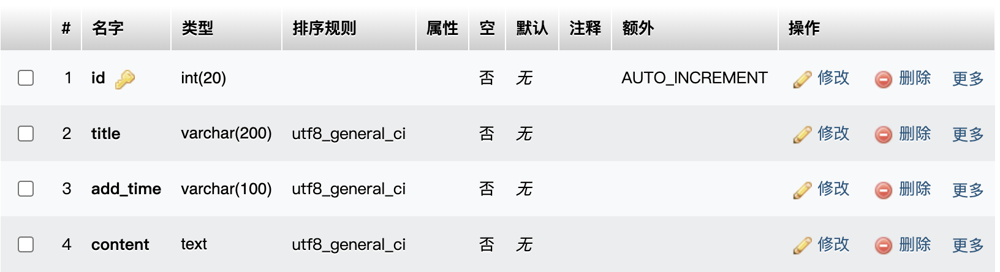 # 名字 类型 排序规则 属性 空 默认 注释 额外 操作
1 id int(20) 否 无 AUTO_INCREMENT 修改 删除 更多
2 title varchar(200) utf8_general_ci 否 无 修改 删除 更多
3 add_time varchar(100) utf8_general_ci 否 无 修改 删除 更多
4 content text utf8_general_ci 否 无 修改 删除 更多